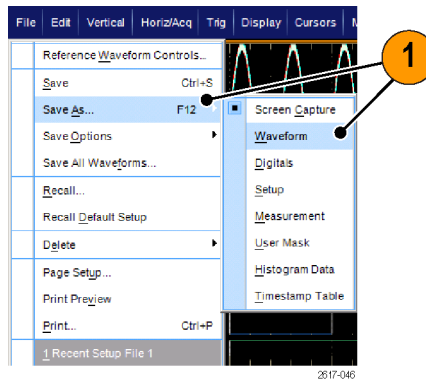 File Edit Vertical Horiz/Acq Trig Display Cursors
Reference Waveform Controls...
Save Ctrl+S
Save As... F12
Save Options
Save All Waveforms...
Recall...
Recall Default Setup
Delete
Page Setup...
Print Preview
Print... Ctrl+P
1 Recent Setup File 1
Screen Capture
Waveform
Digitals
Setup
Measurement
User Mask
Histogram Data
Timestamp Table
1
2617-046